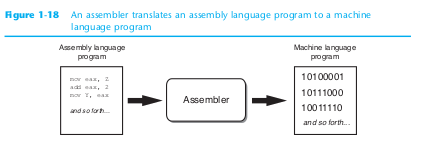 Figure 1-18 An assembler translates an assembly language program to a machine
language program
Assembly language
program
mov eax, Z
add eax, 2
mov Y, eax
and so forth...
Assembler
Machine language
program
10100001
10111000
10011110
and so forth...